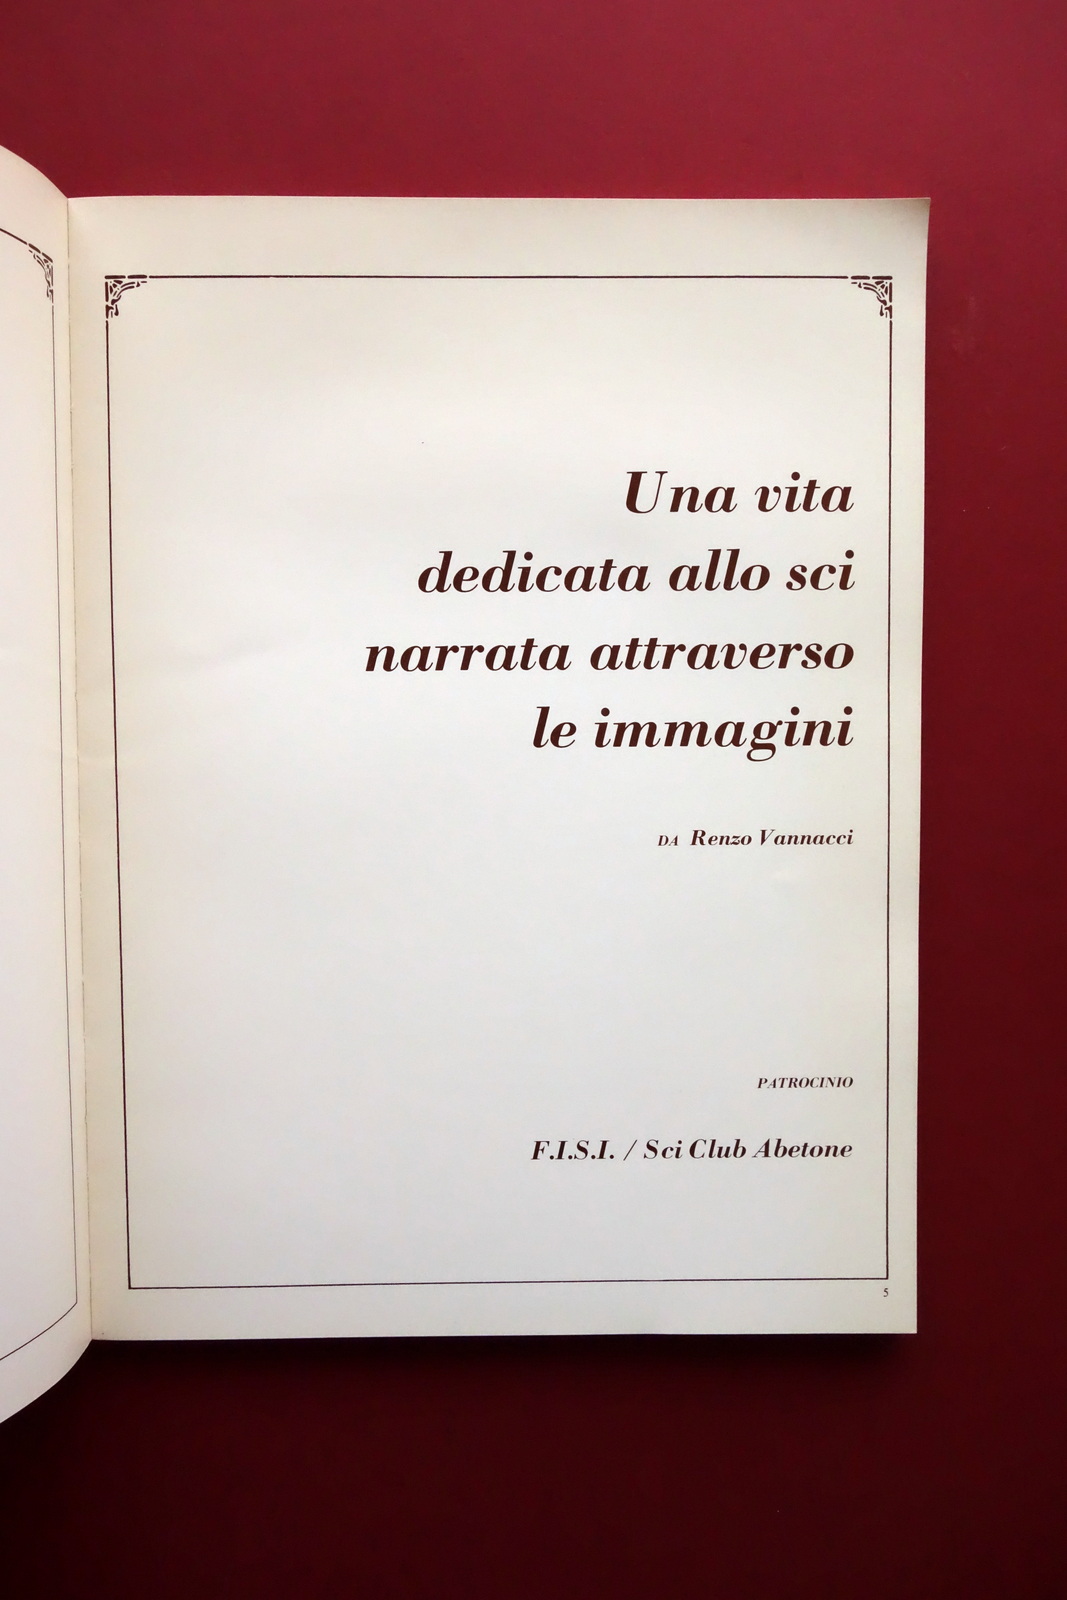 Una vita
dedicata allo sci
narrata attraverso
le immagini
DA Renzo Vannacci
PATROCINIO
F.I.S.I. / Sci Club Abetone
5